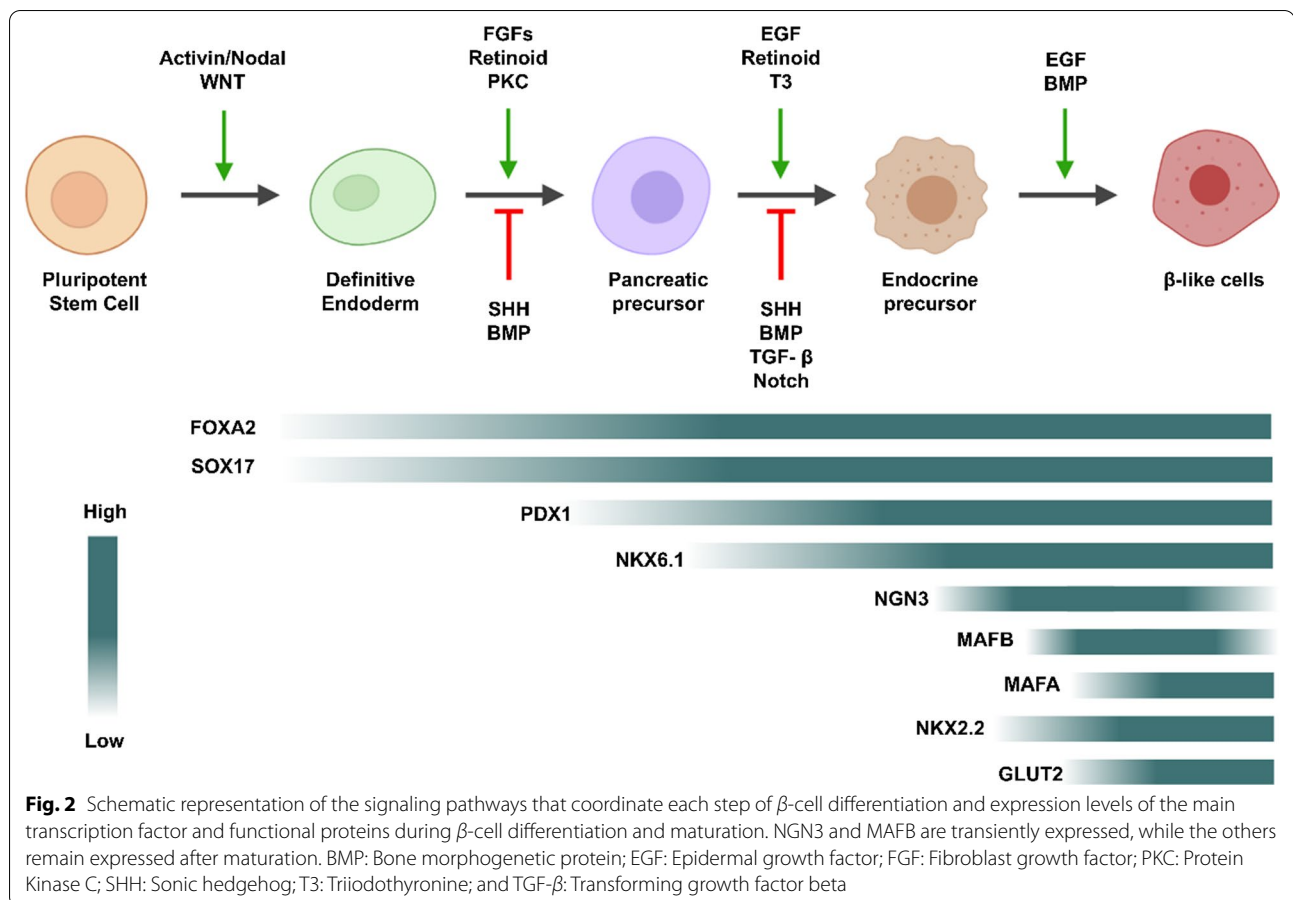 Activin/Nodal
WNT
FGFs
Retinoid
PKC
EGF
Retinoid
T3
EGF
BMP
Pluripotent
Stem Cell
Definitive
Endoderm
Pancreatic
precursor
Endocrine
precursor
β-like cells
SHH
BMP
SHH
BMP
TGF- β
Notch
FOXA2
SOX17
PDX1
NKX6.1
NGN3
MAFB
MAFA
NKX2.2
GLUT2
High
Low
Fig. 2 Schematic representation of the signaling pathways that coordinate each step of β-cell differentiation and expression levels of the main
transcription factor and functional proteins during β-cell differentiation and maturation. NGN3 and MAFB are transiently expressed, while the others
remain expressed after maturation. BMP: Bone morphogenetic protein; EGF: Epidermal growth factor; FGF: Fibroblast growth factor; PKC: Protein
Kinase C; SHH: Sonic hedgehog; T3: Triiodothyronine; and TGF-β: Transforming growth factor beta